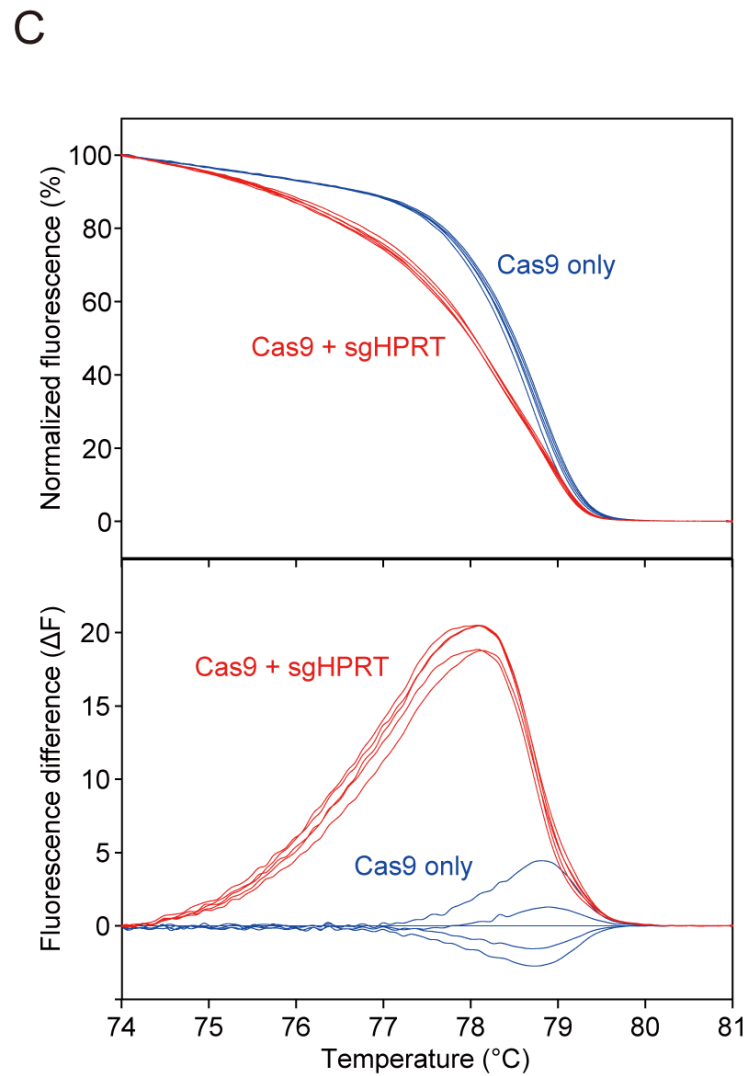 C
Normalized fluorescence (%)
100
80
60
40
20
0
Cas9 only
Cas9 + sgHPRT
Fluorescence difference (ΔF)
20
15
10
5
0
Cas9 + sgHPRT
Cas9 only
74 75 76 77 78 79 80 81
Temperature (°C)